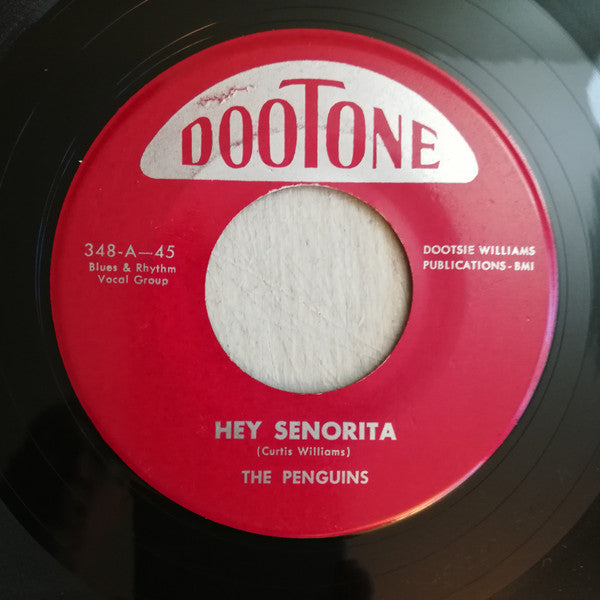 DOOTONE
348-A—45
Blues & Rhythm
Vocal Group
DOOTSIE WILLIAMS
PUBLICATIONS - BMI
HEY SENORITA
(Curtis Williams)
THE PENGUINS